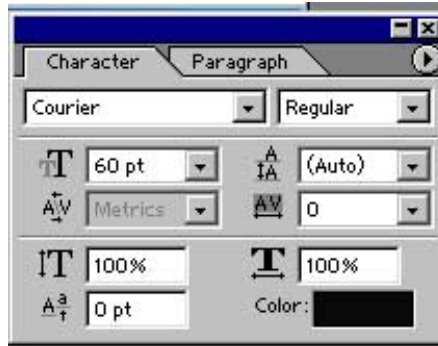 Character Paragraph
Courier Regular
60 pt (Auto)
Metrics 0
100% 100%
0 pt Color: